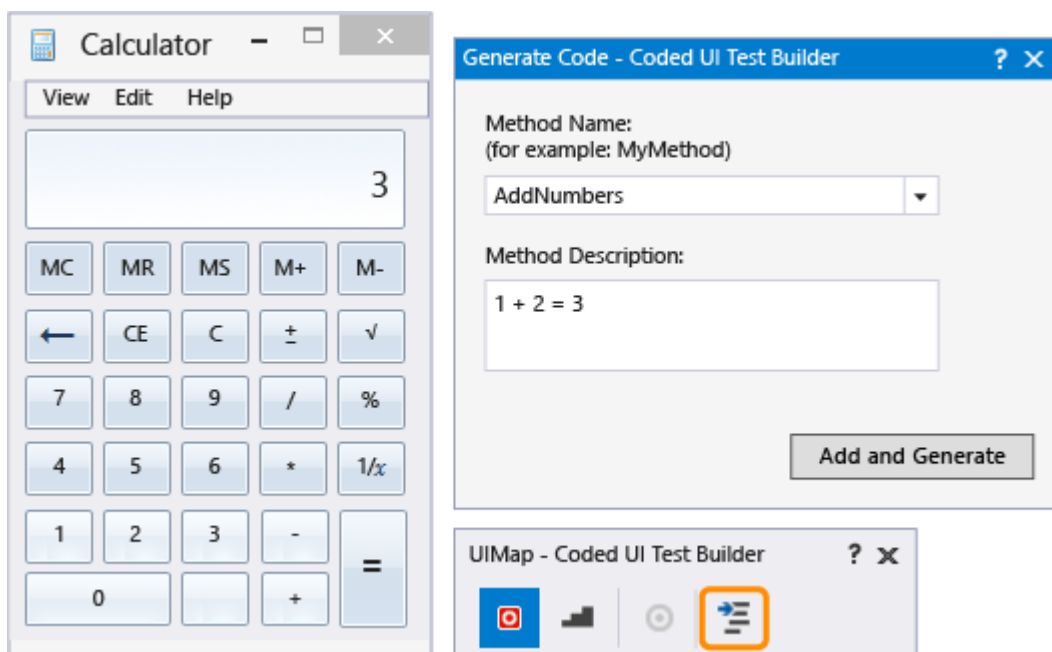 Calculator
View Edit Help
3
MC MR MS M+ M-
← CE C ± √
7 8 9 / %
4 5 6 * 1/x
1 2 3 -
=
0 +
Generate Code - Coded UI Test Builder ? ×
Method Name:
(for example: MyMethod)
AddNumbers
Method Description:
1 + 2 = 3
Add and Generate
UIMap - Coded UI Test Builder ? ×